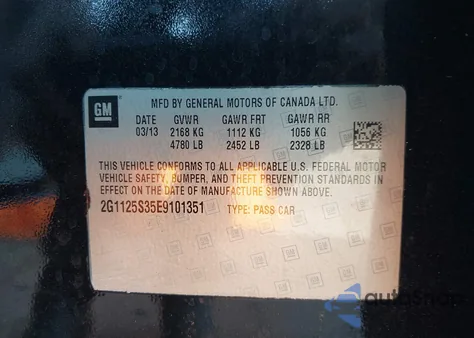 GM
MFD BY GENERAL MOTORS OF CANADA LTD.
DATE GVWR GAWR FRT GAWR RR
03/13 2168 KG 1112 KG 1056 KG
4780 LB 2452 LB 2328 LB
THIS VEHICLE CONFORMS TO ALL APPLICABLE U.S. FEDERAL MOTOR
VEHICLE SAFETY, BUMPER, AND THEFT PREVENTION STANDARDS IN
EFFECT ON THE DATE OF MANUFACTURE SHOWN ABOVE.
2G1125S35E9101351 TYPE: PASS CAR
autoSnap